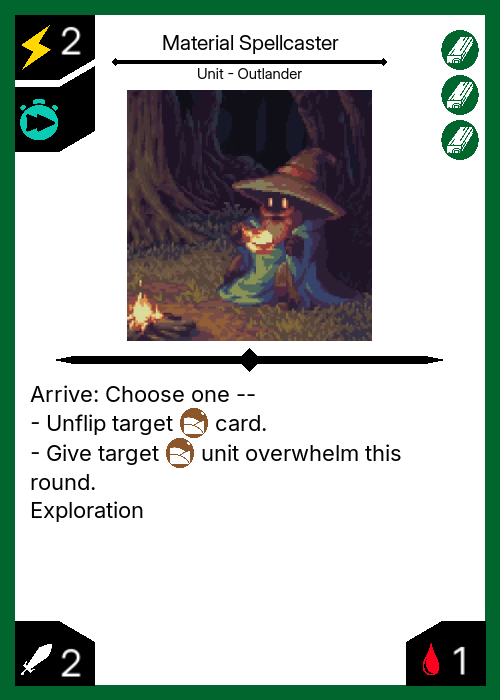 2
Material Spellcaster
Unit - Outlander
Arrive: Choose one --
- Unflip target card.
- Give target unit overwhelm this
round.
Exploration
2
1